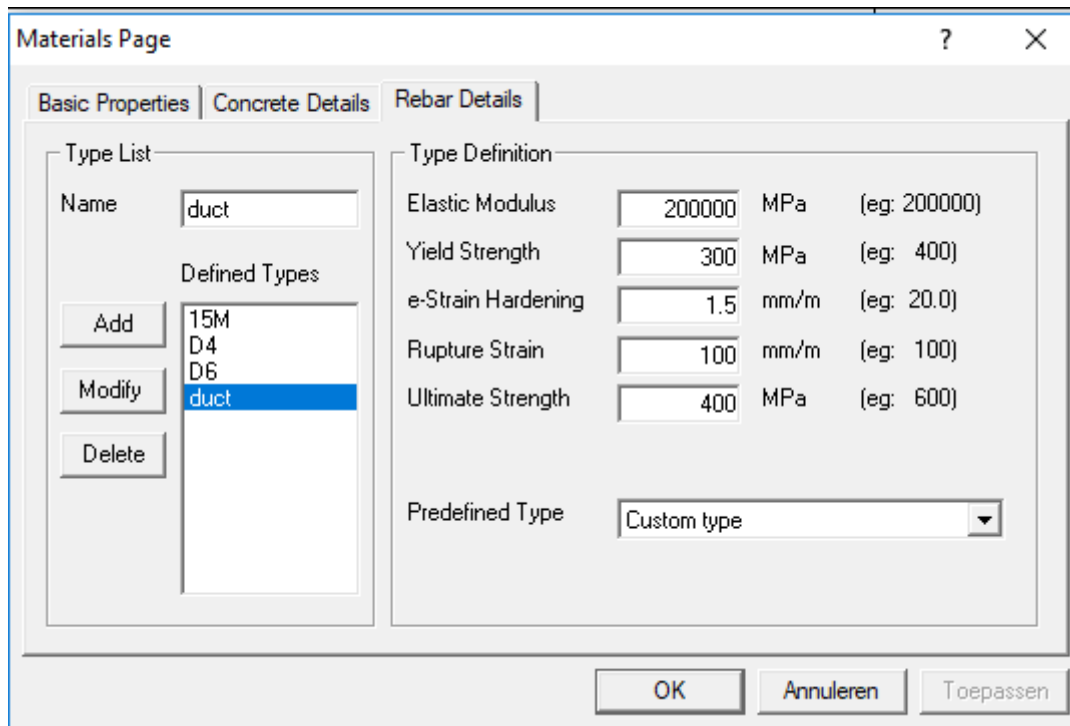 Materials Page ? ✕
Basic Properties Concrete Details Rebar Details
Type List
Name duct
Defined Types
Add
Modify
Delete
15M
D4
D6
duct
Type Definition
Elastic Modulus 200000 MPa (eg: 200000)
Yield Strength 300 MPa (eg: 400)
e-Strain Hardening 1.5 mm/m (eg: 20.0)
Rupture Strain 100 mm/m (eg: 100)
Ultimate Strength 400 MPa (eg: 600)
Predefined Type Custom type
OK Annuleren Toepassen